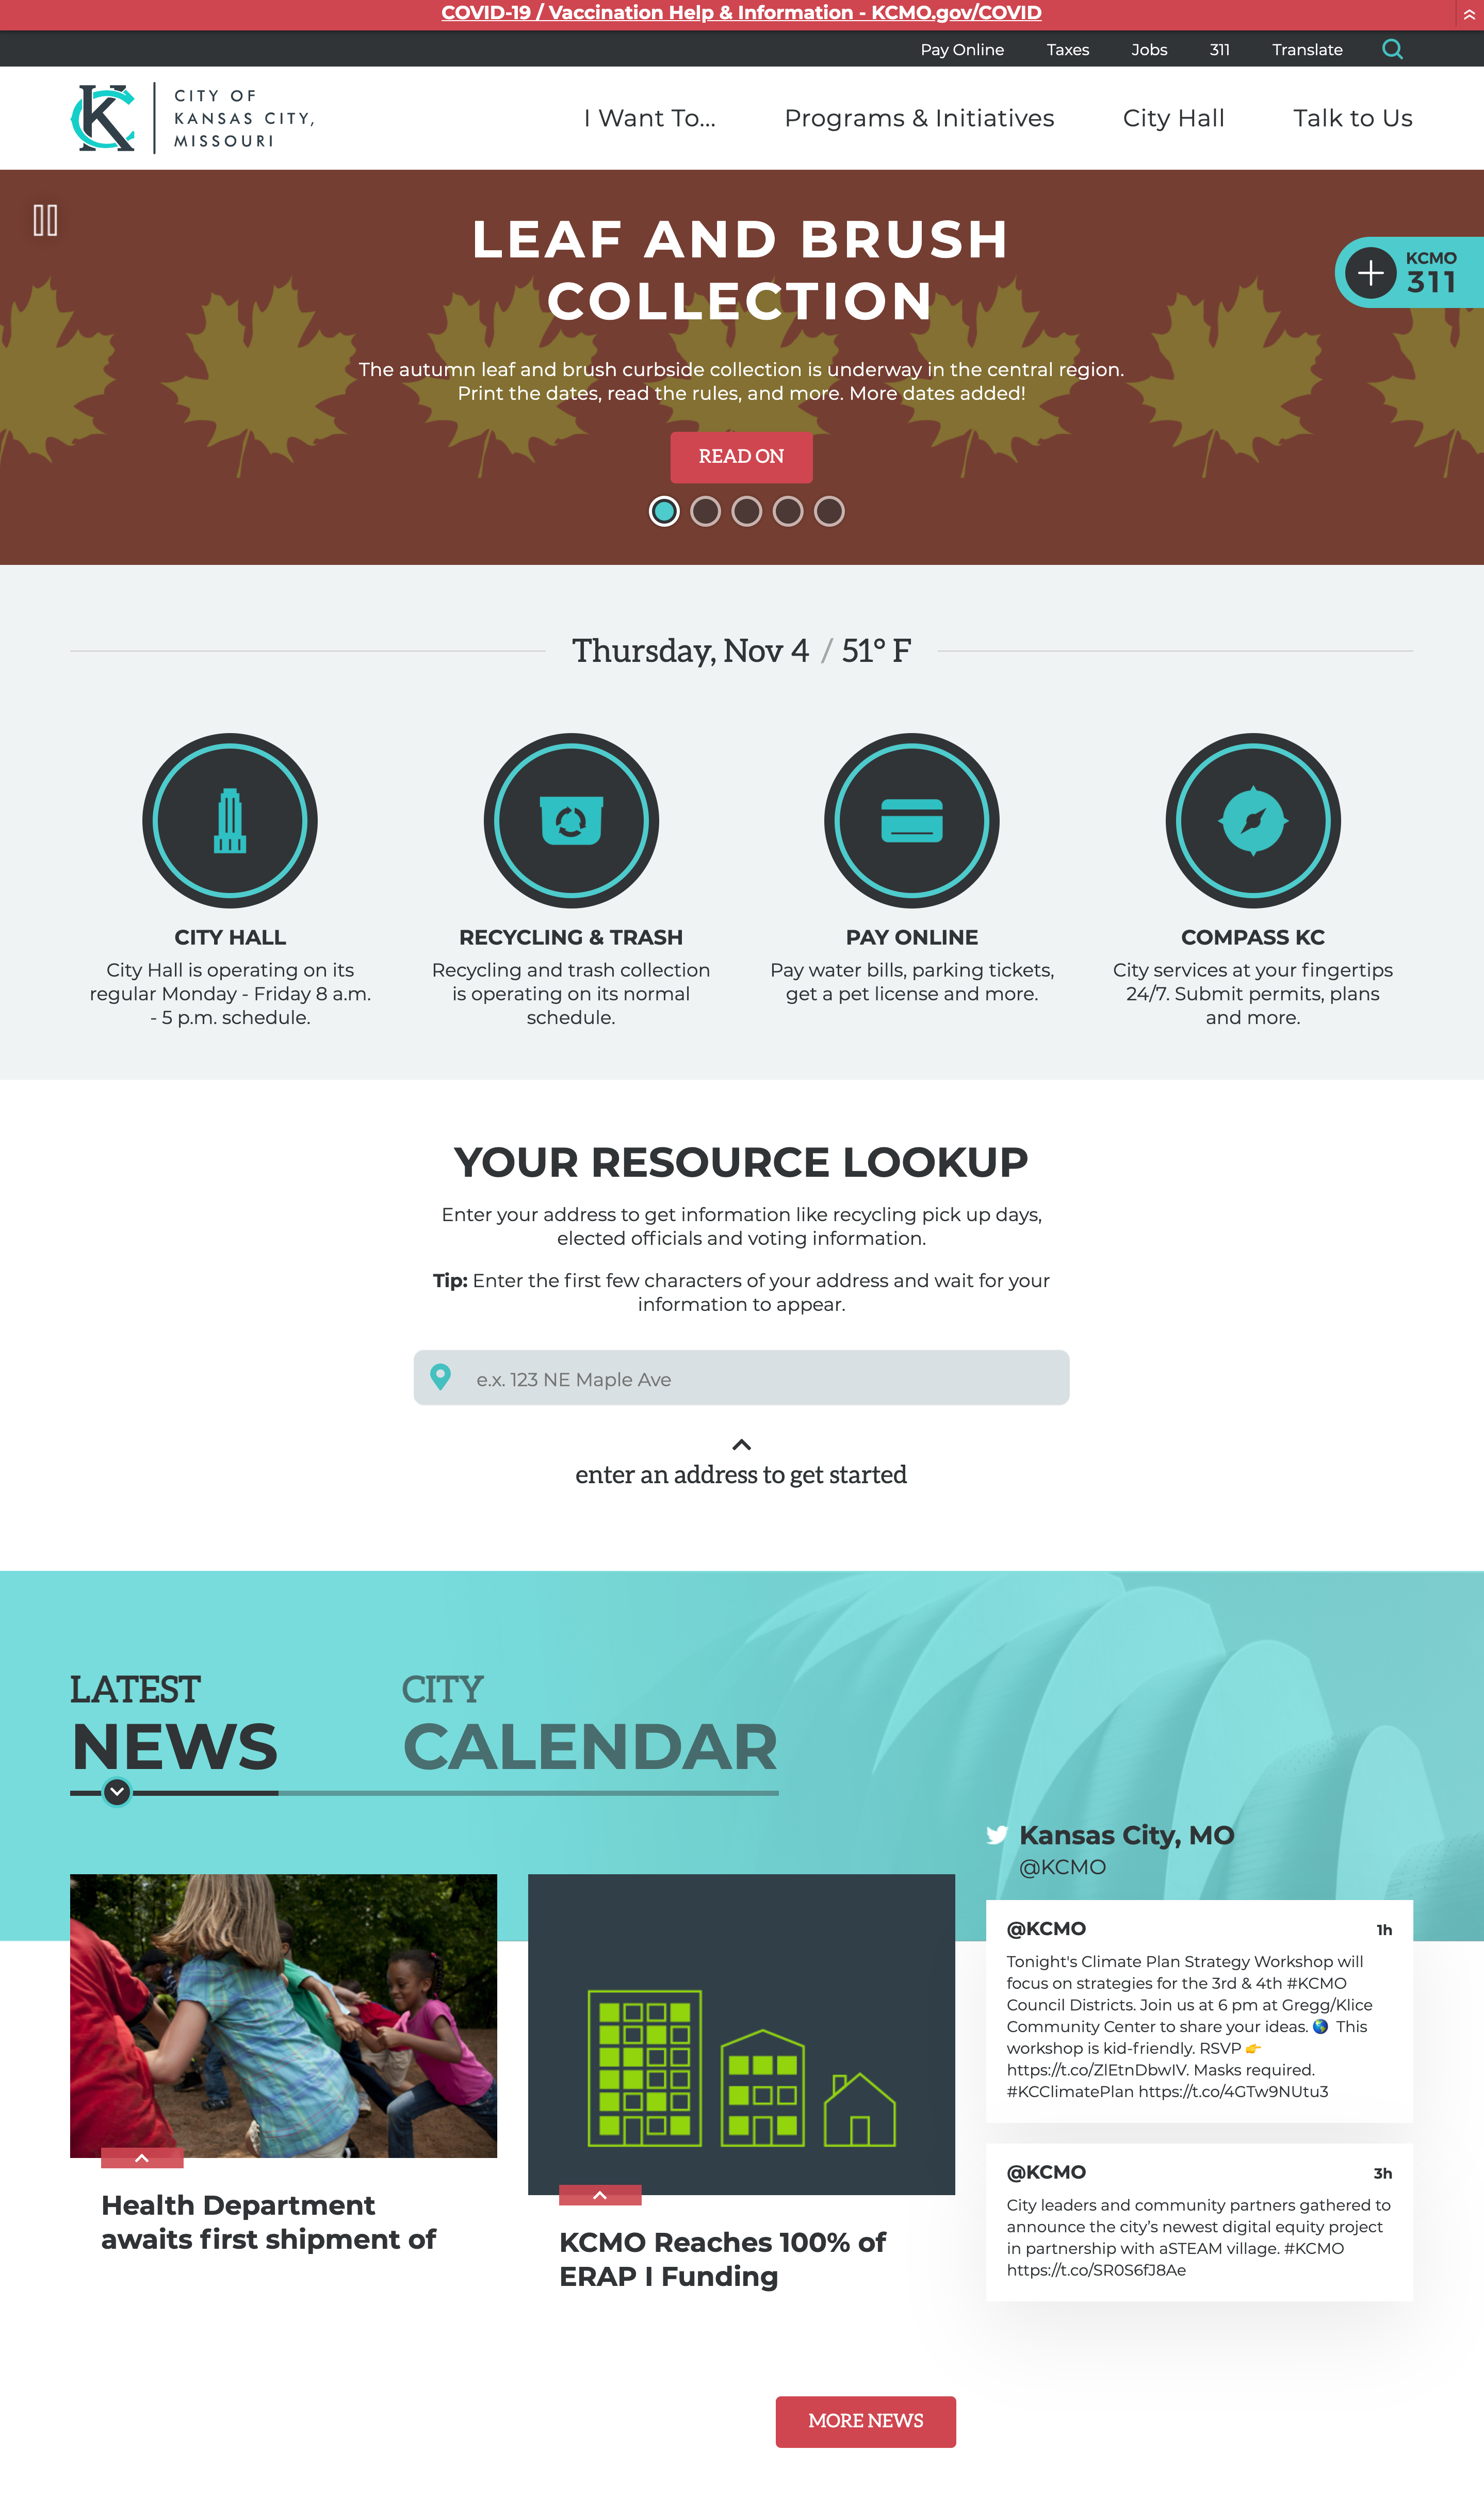 COVID-19 / Vaccination Help & Information - KCMO.gov/COVID
Pay Online
Taxes
Jobs
311
Translate
KC
CITY OF
KANSAS CITY,
MISSOURI
I Want To...
Programs & Initiatives
City Hall
Talk to Us
LEAF AND BRUSH
COLLECTION
KCMO
311
The autumn leaf and brush curbside collection is underway in the central region.
Print the dates, read the rules, and more. More dates added!
READ ON
Thursday, Nov 4 / 51° F
CITY HALL
City Hall is operating on its
regular Monday - Friday 8 a.m.
- 5 p.m. schedule.
RECYCLING & TRASH
Recycling and trash collection
is operating on its normal
schedule.
PAY ONLINE
Pay water bills, parking tickets,
get a pet license and more.
COMPASS KC
City services at your fingertips
24/7. Submit permits, plans
and more.
YOUR RESOURCE LOOKUP
Enter your address to get information like recycling pick up days,
elected officials and voting information.
Tip: Enter the first few characters of your address and wait for your
information to appear.
e.x. 123 NE Maple Ave
enter an address to get started
LATEST
NEWS
CITY
CALENDAR
Health Department
awaits first shipment of
KCMO Reaches 100% of
ERAP I Funding
Kansas City, MO
@KCMO
@KCMO
1h
Tonight's Climate Plan Strategy Workshop will
focus on strategies for the 3rd & 4th #KCMO
Council Districts. Join us at 6 pm at Gregg/Klice
Community Center to share your ideas. 🌎 This
workshop is kid-friendly. RSVP 👉
https://t.co/ZlEtnDbwIV. Masks required.
#KCClimatePlan https://t.co/4GTw9NUtu3
@KCMO
3h
City leaders and community partners gathered to
announce the city’s newest digital equity project
in partnership with aSTEAM village. #KCMO
https://t.co/SR0S6fJ8Ae
MORE NEWS